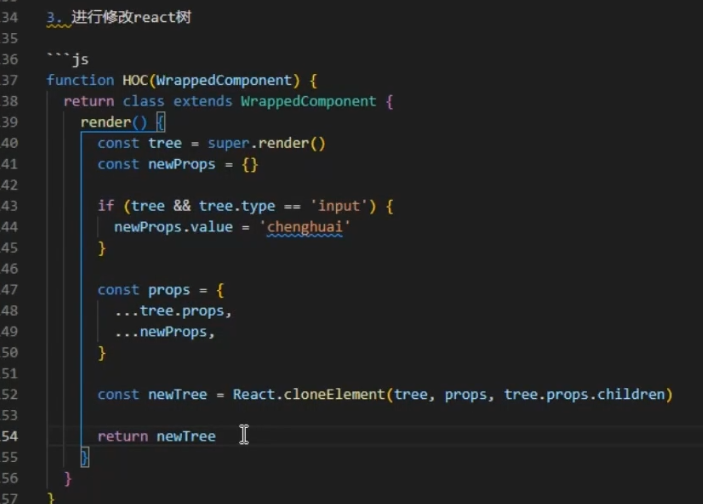 34 3. 进行修改react树
35
36 ```js
37 function HOC(WrappedComponent) {
38   return class extends WrappedComponent {
39     render() {
40       const tree = super.render()
41       const newProps = {}
42
43       if (tree && tree.type == 'input') {
44         newProps.value = 'chenghuai'
45       }
46
47       const props = {
48         ...tree.props,
49         ...newProps,
50       }
51
52       const newTree = React.cloneElement(tree, props, tree.props.children)
53
54       return newTree
55     }
56   }
57 }